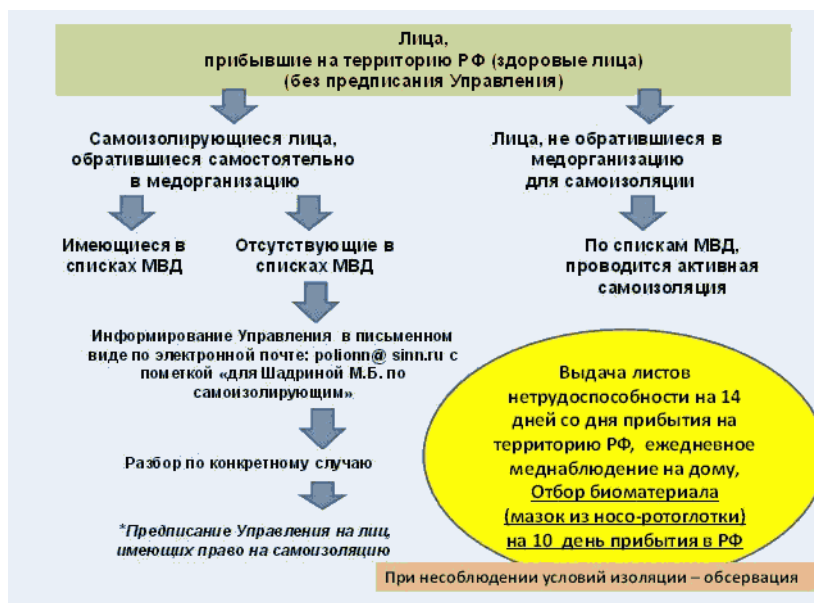 Лица,
прибывшие на территорию РФ (здоровые лица)
(без предписания Управления)
Самоизолирующиеся лица,
обратившиеся самостоятельно
в медорганизацию
Лица, не обратившиеся в
медорганизацию
для самоизоляции
Имеющиеся в
списках МВД
Отсутствующие в
списках МВД
По спискам МВД,
проводится активная
самоизоляция
Информирование Управления в письменном
виде по электронной почте: polionn@ sinn.ru с
пометкой «для Шадриной М.Б. по
самоизолирующим»
Разбор по конкретному случаю
*Предписание Управления на лиц,
имеющих право на самоизоляцию
Выдача листов
нетрудоспособности на 14
дней со дня прибытия на
территорию РФ, ежедневное
меднаблюдение на дому,
Отбор биоматериала
(мазок из носо-ротоглотки)
на 10 день прибытия в РФ
При несоблюдении условий изоляции – обсервация